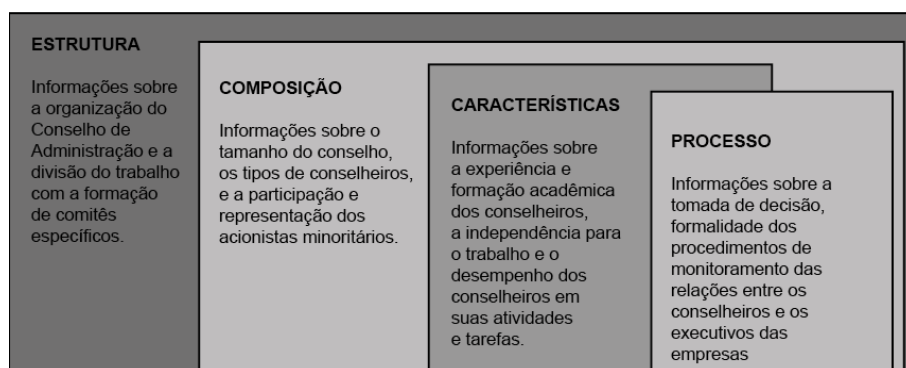 ESTRUTURA
Informações sobre
a organização do
Conselho de
Administração e a
divisão do trabalho
com a formação
de comitês
específicos.
COMPOSIÇÃO
Informações sobre o
tamanho do conselho,
os tipos de conselheiros,
e a participação e
representação dos
acionistas minoritários.
CARACTERÍSTICAS
Informações sobre
a experiência e
formação acadêmica
dos conselheiros,
a independência para
o trabalho e o
desempenho dos
conselheiros em
suas atividades
e tarefas.
PROCESSO
Informações sobre a
tomada de decisão,
formalidade dos
procedimentos de
monitoramento das
relações entre os
conselheiros e os
executivos das
empresas